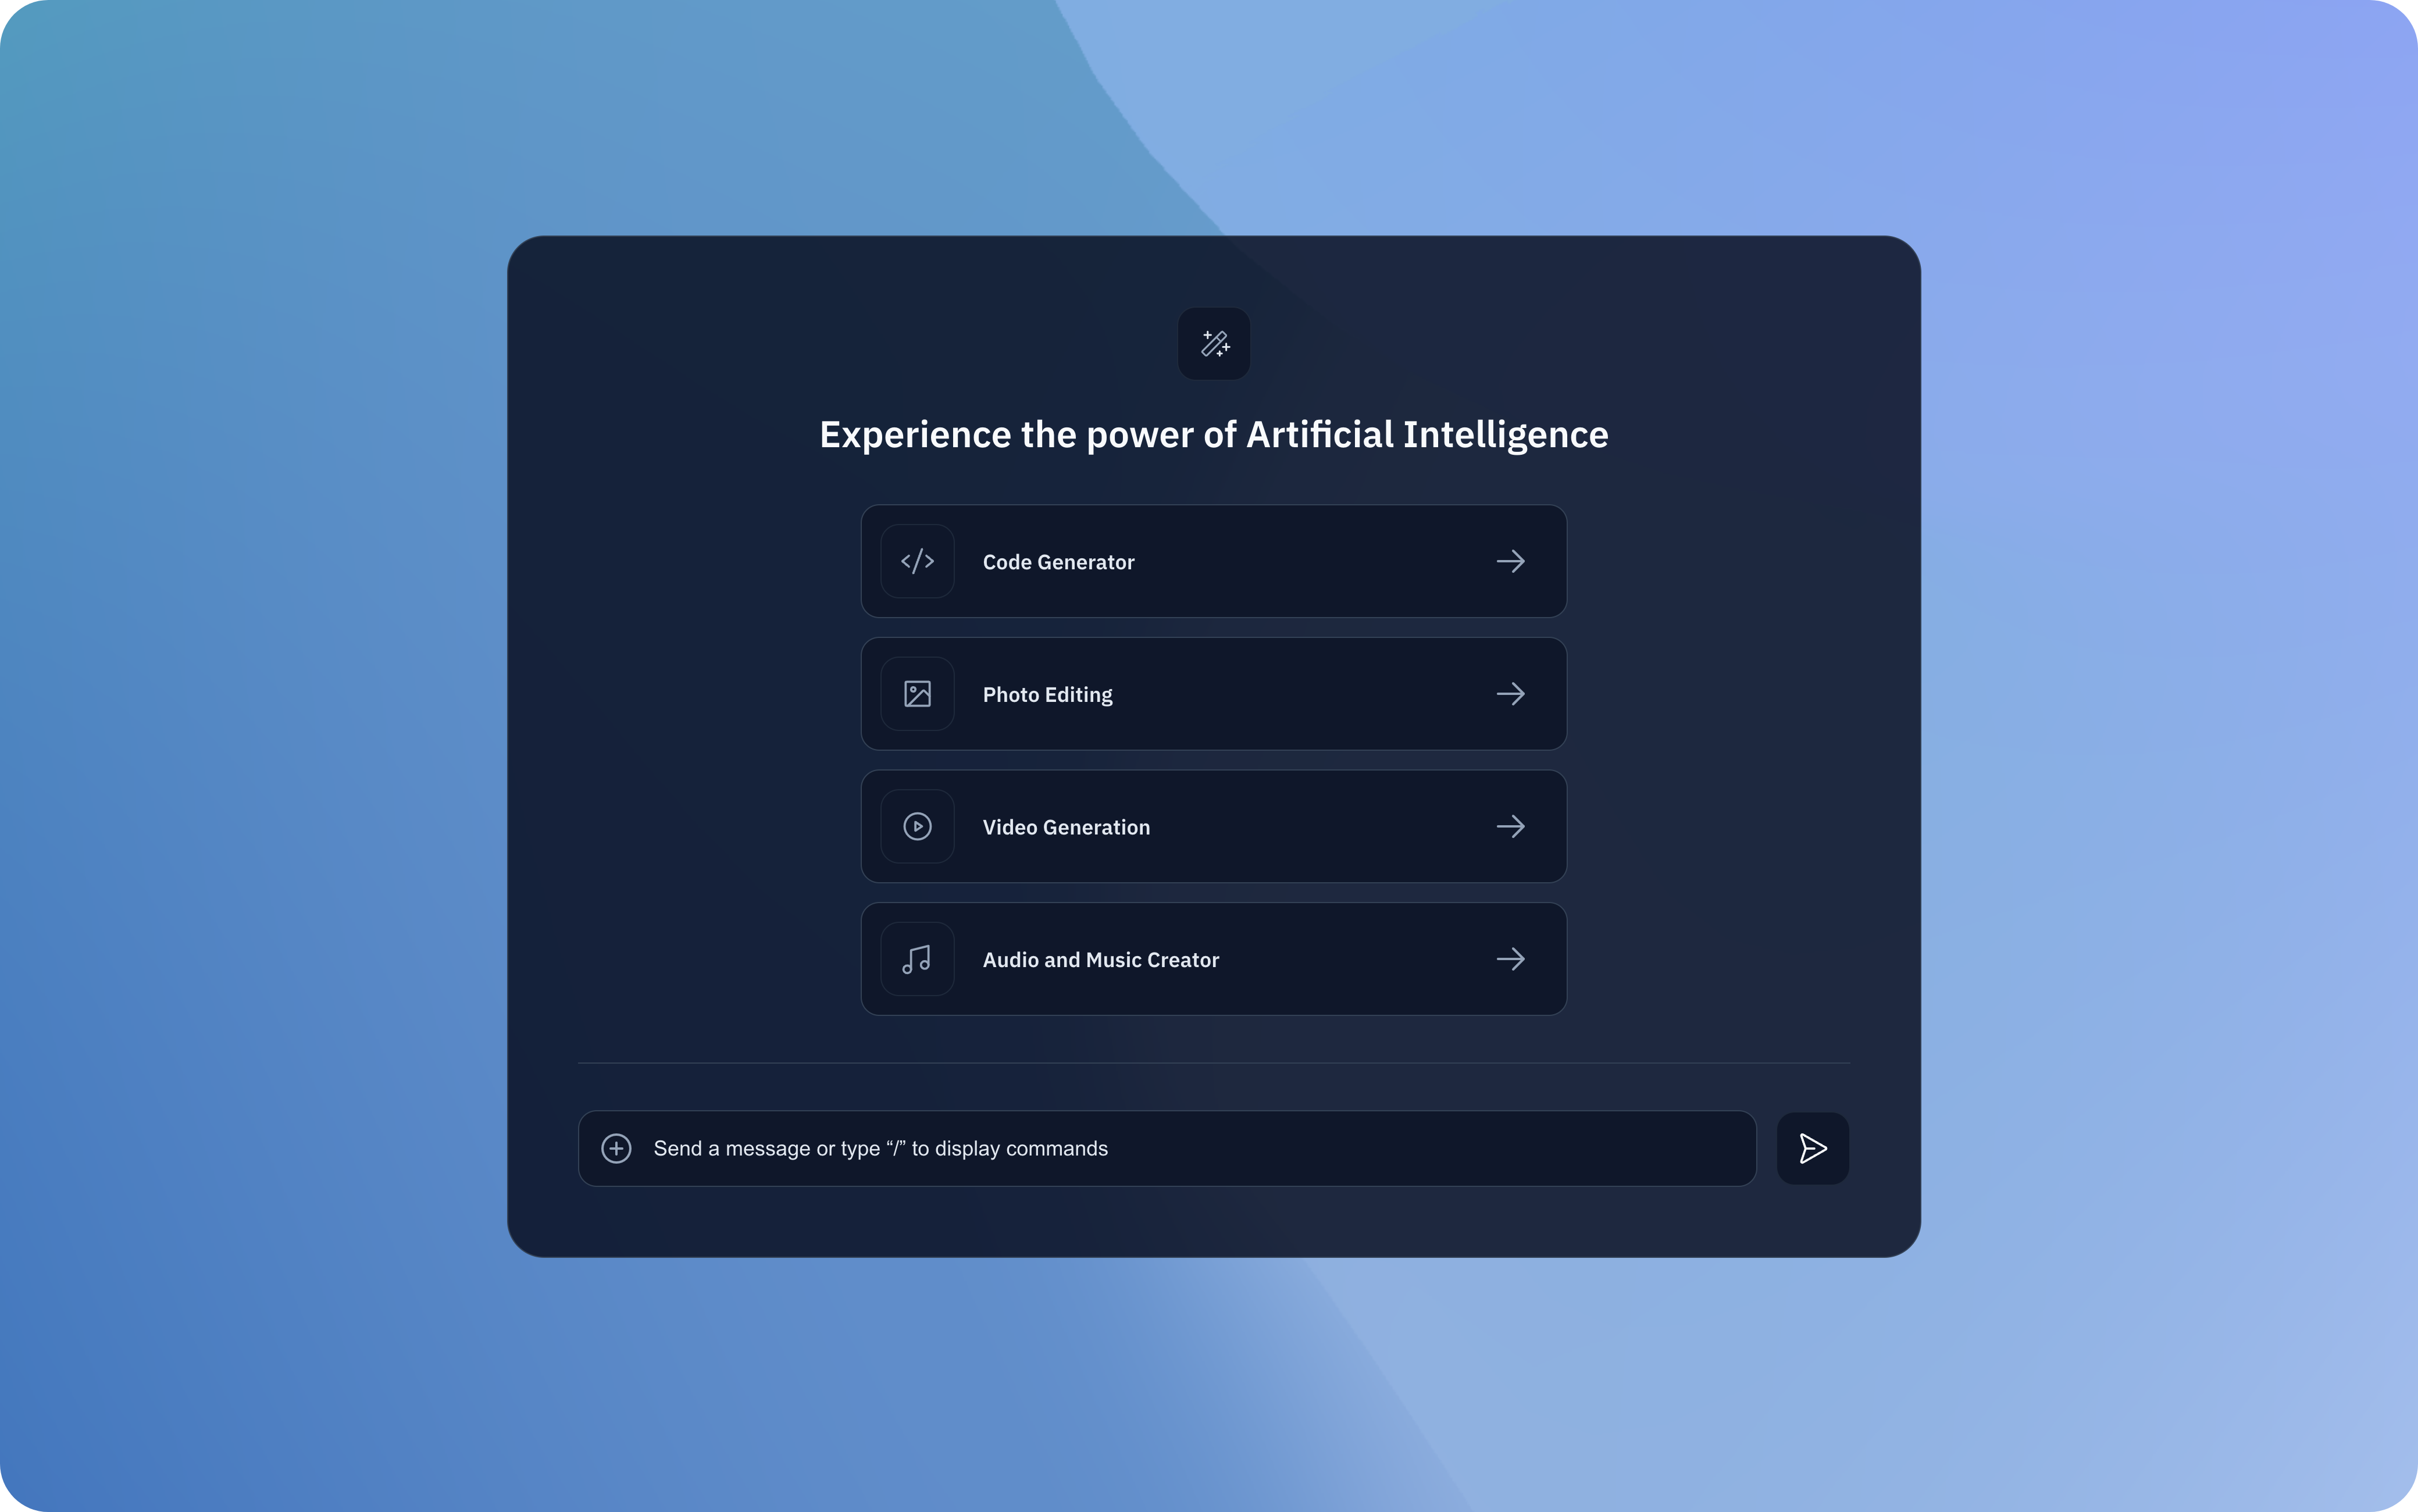 Experience the power of Artificial Intelligence
Code Generator
Photo Editing
Video Generation
Audio and Music Creator
Send a message or type “/” to display commands